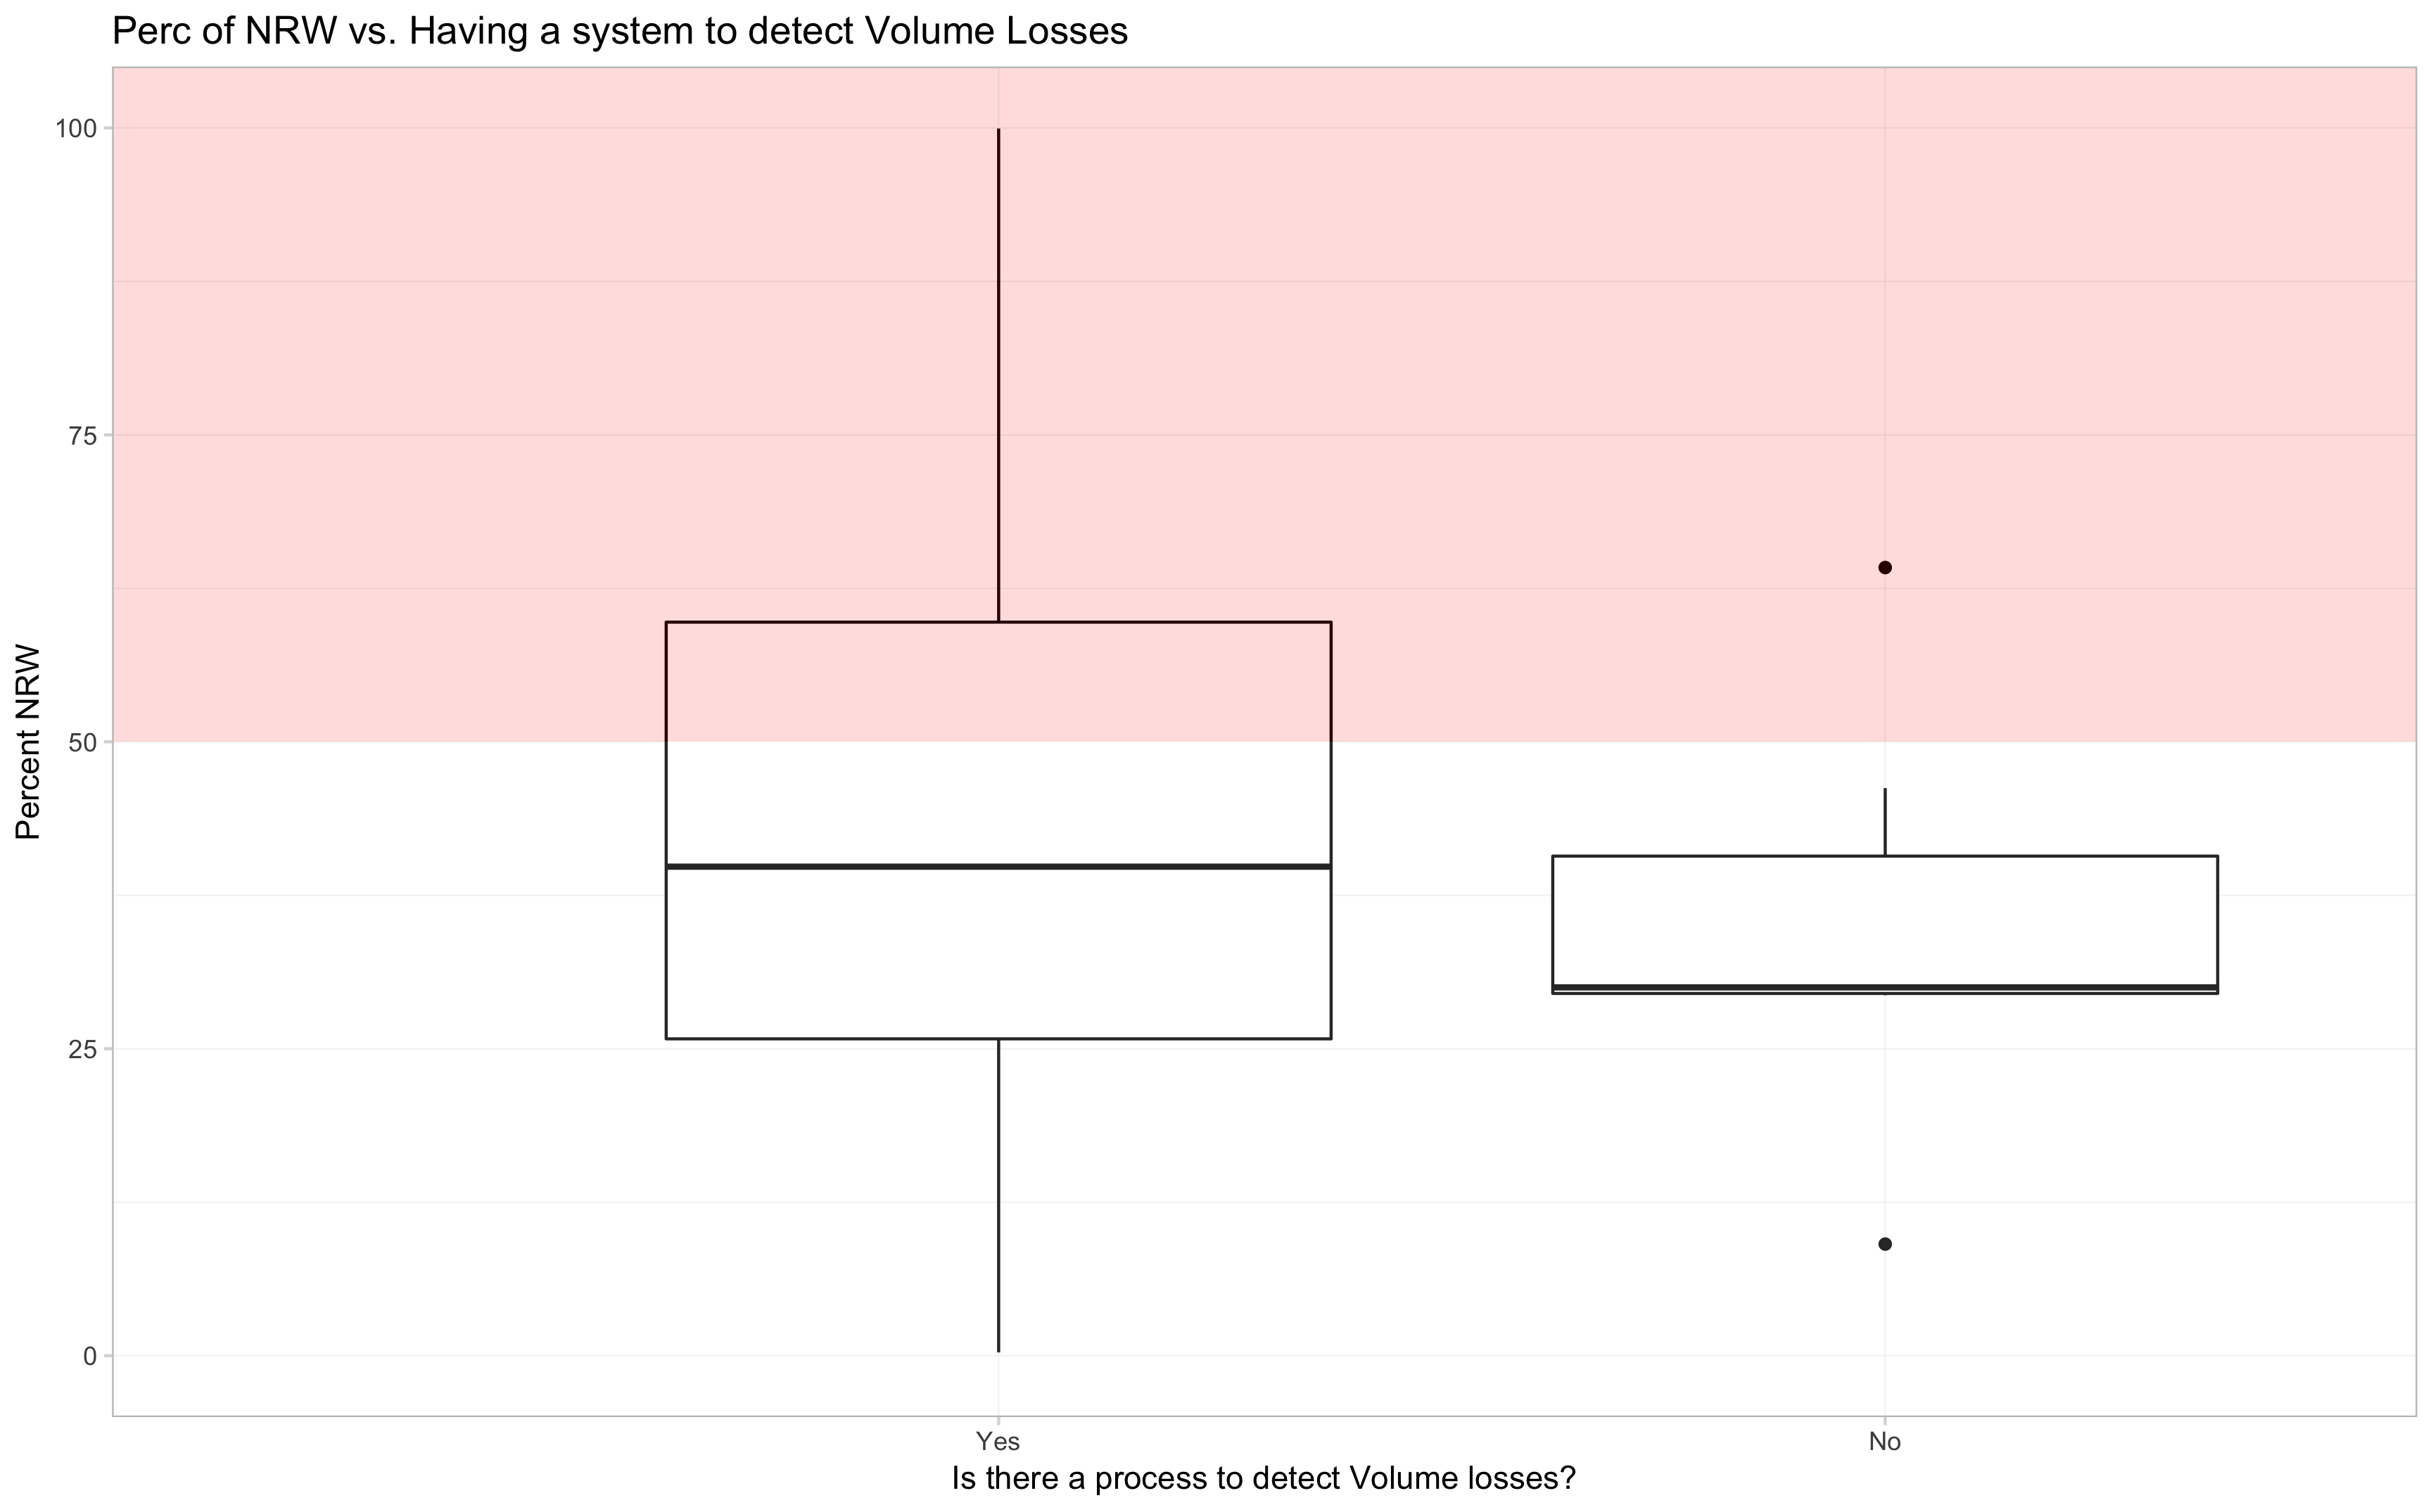 Perc of NRW vs. Having a system to detect Volume Losses
Percent NRW
100
75
50
25
0
Yes
No
Is there a process to detect Volume losses?